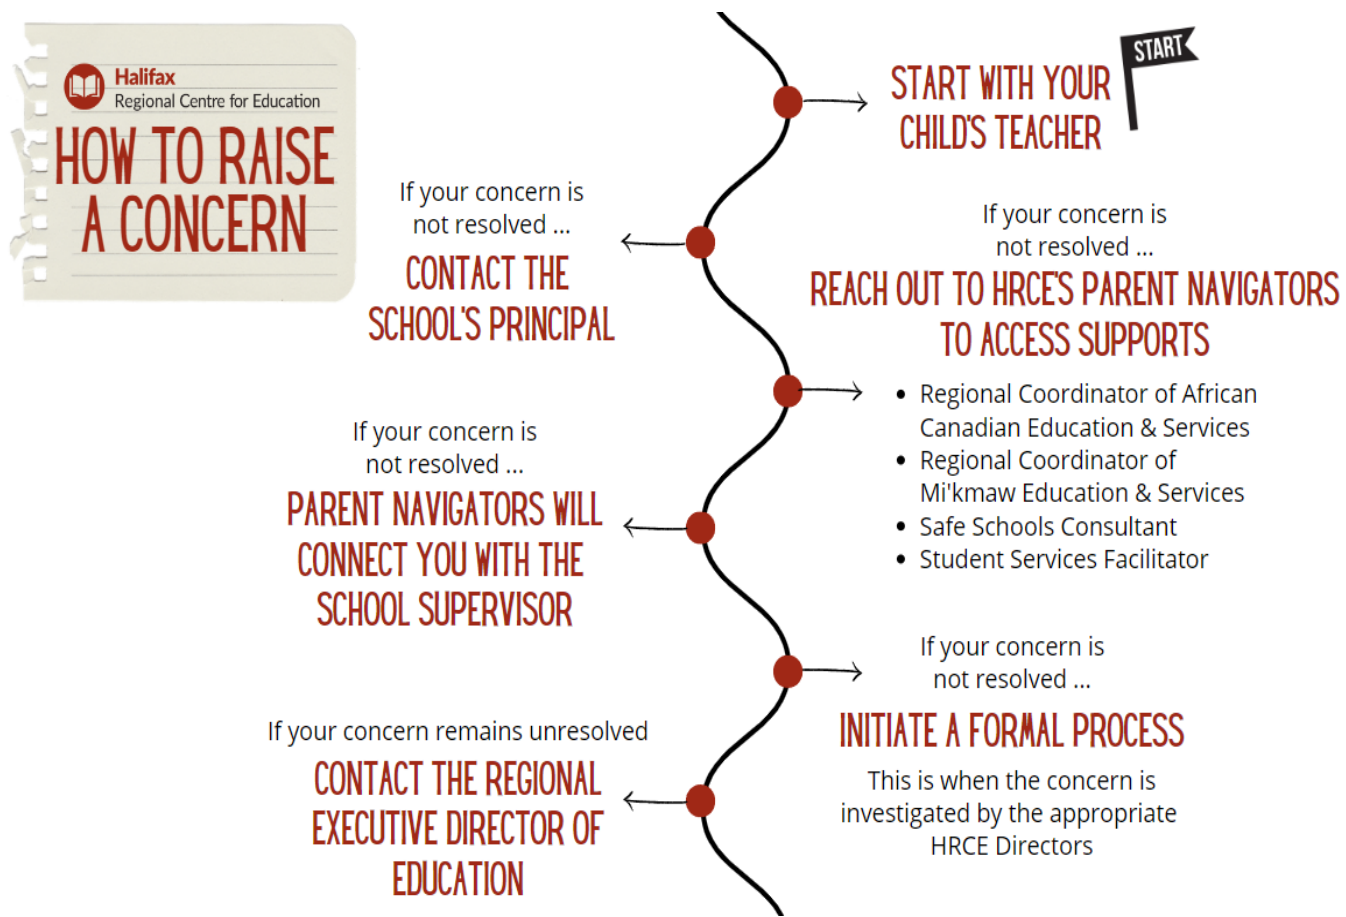 Halifax
Regional Centre for Education
HOW TO RAISE
A CONCERN
START
START WITH YOUR
CHILD'S TEACHER
If your concern is
not resolved ...
CONTACT THE
SCHOOL'S PRINCIPAL
If your concern is
not resolved ...
REACH OUT TO HRCE'S PARENT NAVIGATORS
TO ACCESS SUPPORTS
• Regional Coordinator of African
Canadian Education & Services
• Regional Coordinator of
Mi'kmaw Education & Services
• Safe Schools Consultant
• Student Services Facilitator
If your concern is
not resolved ...
PARENT NAVIGATORS WILL
CONNECT YOU WITH THE
SCHOOL SUPERVISOR
If your concern is
not resolved ...
INITIATE A FORMAL PROCESS
This is when the concern is
investigated by the appropriate
HRCE Directors
If your concern remains unresolved
CONTACT THE REGIONAL
EXECUTIVE DIRECTOR OF
EDUCATION